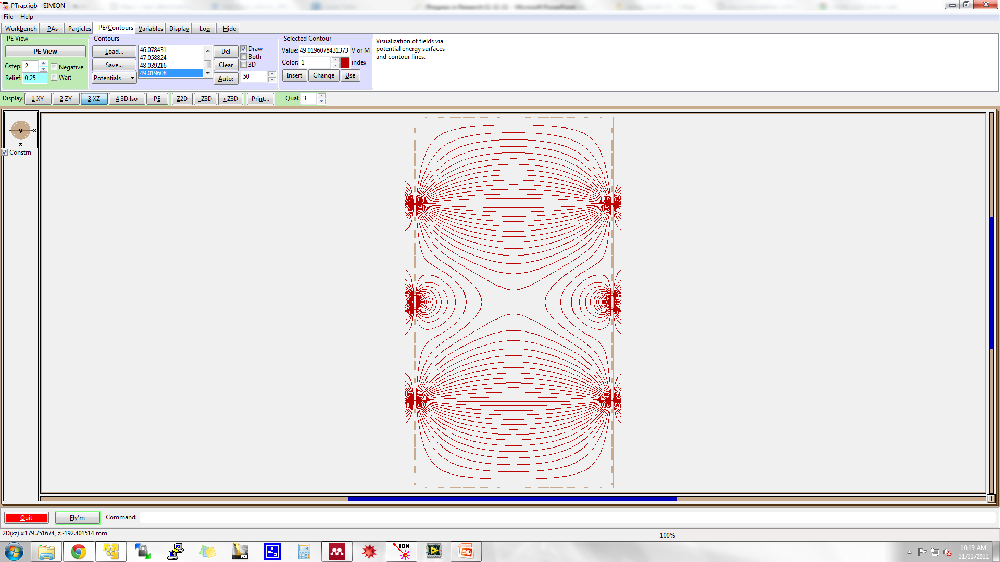 PTrap.iob - SIMION
File Help
Workbench PAs Particles PE/Contours Variables Display Log Hide
PE View
PE View
Gstep: 2 Negative
Relief: 0.25 Wait
Contours
Load...
Save...
Potentials
46.078431
47.058824
48.039216
49.019608
Del
Clear
Auto: 50
Draw
Both
3D
Selected Contour
Value: 49.0196078431373 V or M
Color: 1 index
Insert Change Use
Visualization of fields via
potential energy surfaces
and contour lines.
Display: 1 XY 2 ZY 3 XZ 4 3D Iso PE Z2D -Z3D +Z3D Print... Qual: 3
y x
z
Constrn
Quit Fly'm Command:
2D(xz) x:179.751674, z:-192.401514 mm
100%
PRO
ION
10:19 AM
11/11/2011